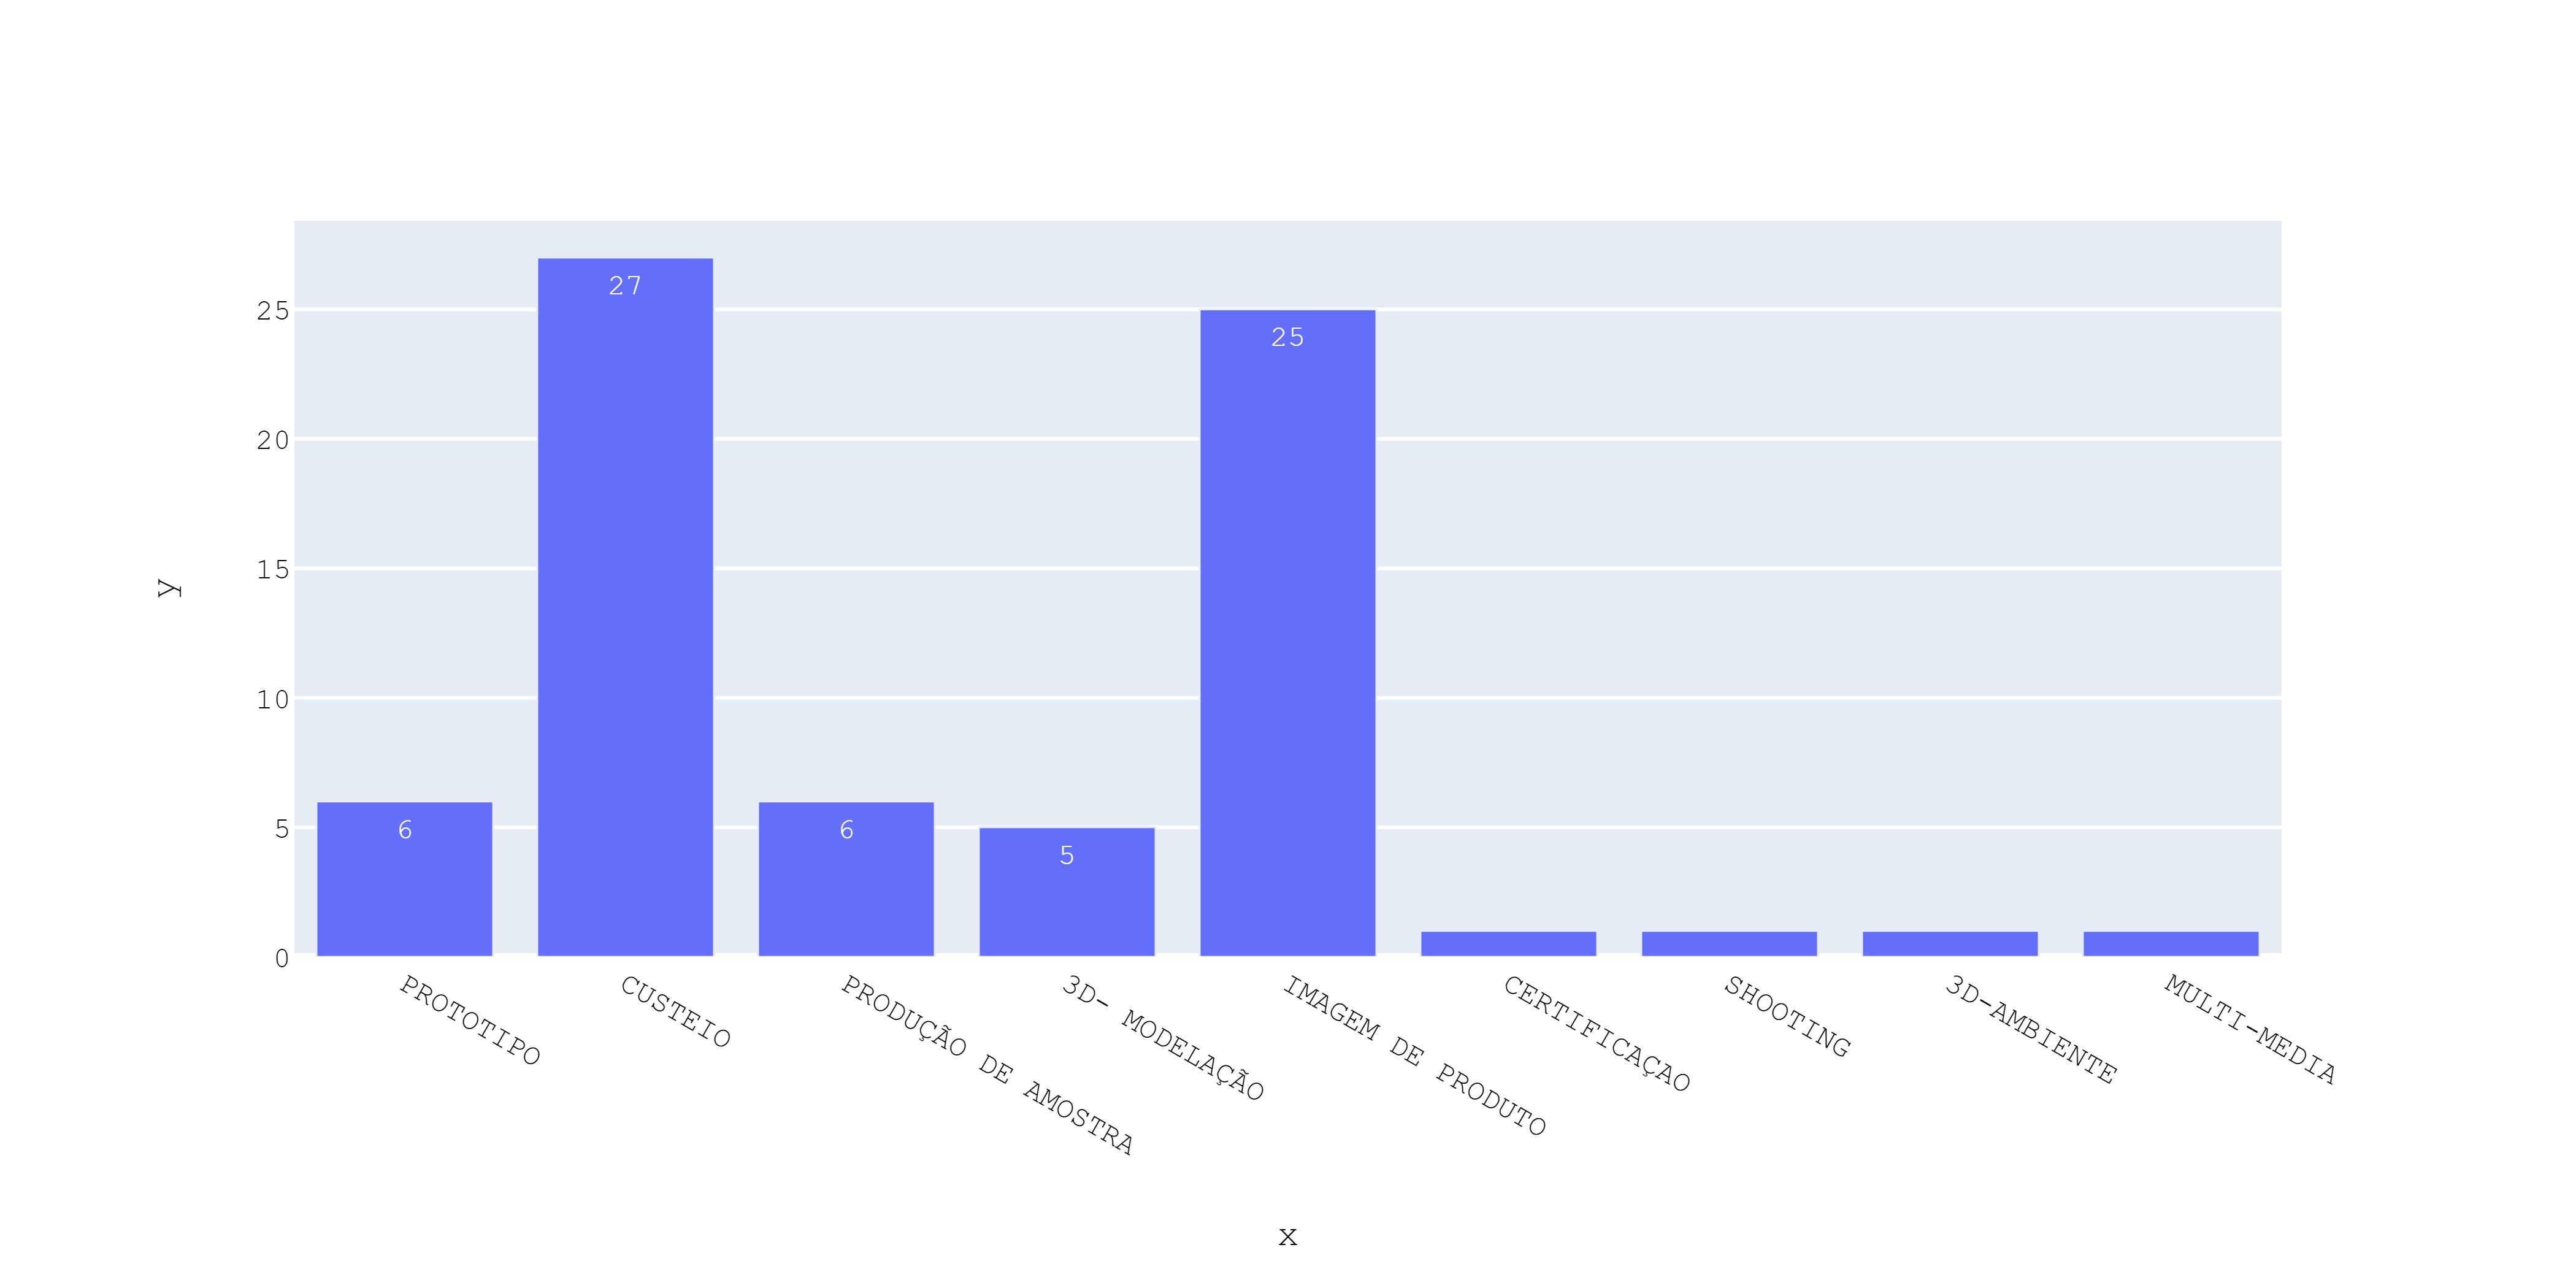 27
25
6
6
5
25
20
15
10
5
0
y
PROTOTIPO
CUSTEIO
PRODUÇÃO DE AMOSTRA
3D- MODELAÇÃO
IMAGEM DE PRODUTO
CERTIFICAÇAO
SHOOTING
3D-AMBIENTE
MULTI-MEDIA
x